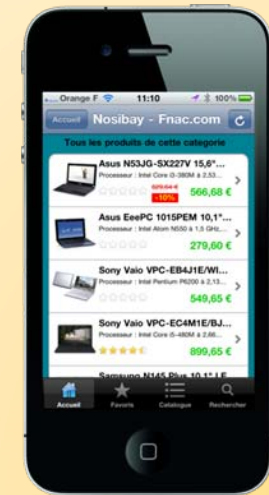 Orange F 11:10 100%
Accueil Nosibay - Fnac.com
Tous les produits de cette categorie
Asus N53JG-SX227V 15,6"...
Processeur : Intel Core i3-380M à 2,53...
629,64 € 566,68 €
-10%
Asus EeePC 1015PEM 10,1"...
Processeur : Intel Atom N550 à 1,5 GHz,...
279,60 €
Sony Vaio VPC-EB4J1E/WI...
Processeur : Intel Pentium P6200 à 2,13...
549,65 €
Sony Vaio VPC-EC4M1E/BJ...
Processeur : Intel Core i5-480M à 2,66...
899,65 €
Samsung N145 Plus 10,1" LE
Accueil Favoris Catalogue Rechercher